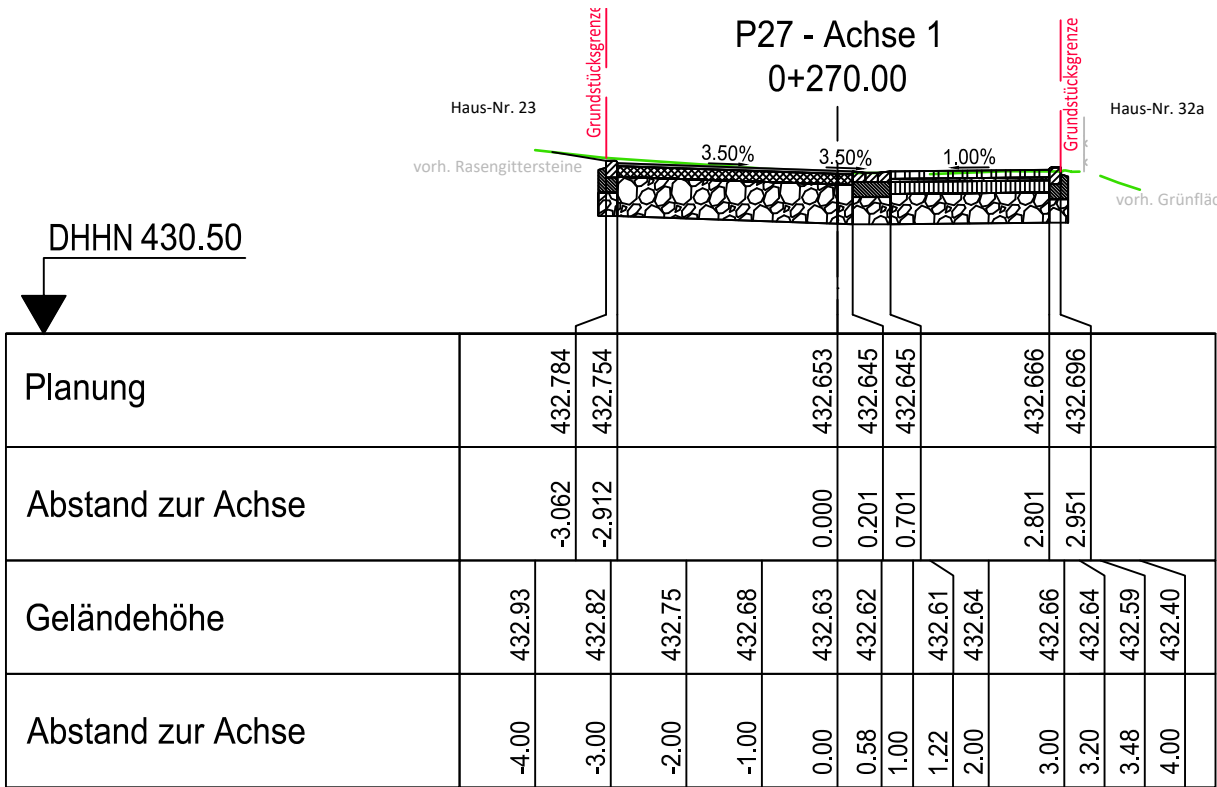 P27 - Achse 1
0+270.00
Grundstücksgrenze
Grundstücksgrenze
Haus-Nr. 23
Haus-Nr. 32a
vorh. Rasengittersteine
3.50%
3.50%
1.00%
vorh. Grünfläc
DHHN 430.50
Planung
432.784 432.754 432.653 432.645 432.645 432.666 432.696
Abstand zur Achse
-3.062 -2.912 0.000 0.201 0.701 2.801 2.951
Geländehöhe
432.93 432.82 432.75 432.68 432.63 432.62 432.61 432.64 432.66 432.64 432.59 432.40
Abstand zur Achse
-4.00 -3.00 -2.00 -1.00 0.00 0.58 1.00 1.22 2.00 3.00 3.20 3.48 4.00